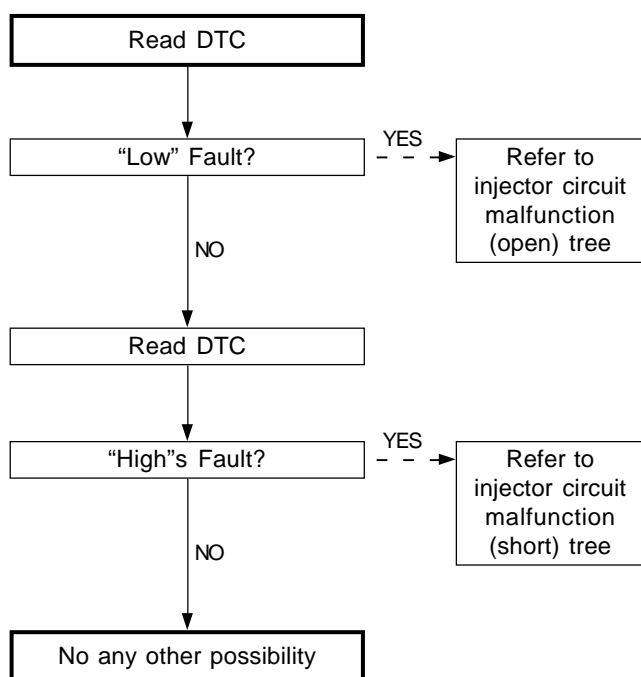 Read DTC
“Low” Fault?
YES
Refer to
injector circuit
malfunction
(open) tree
NO
Read DTC
“High”s Fault?
YES
Refer to
injector circuit
malfunction
(short) tree
NO
No any other possibility